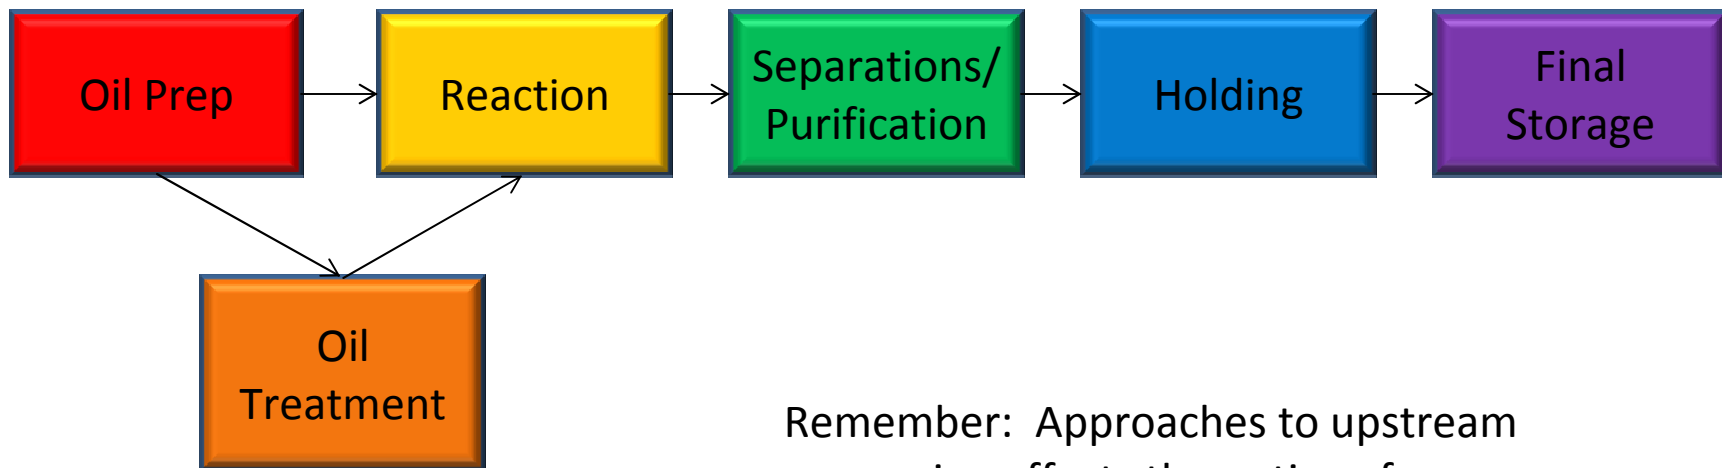 Oil Prep
Reaction
Separations/
Purification
Holding
Final
Storage
Oil
Treatment
Remember: Approaches to upstream